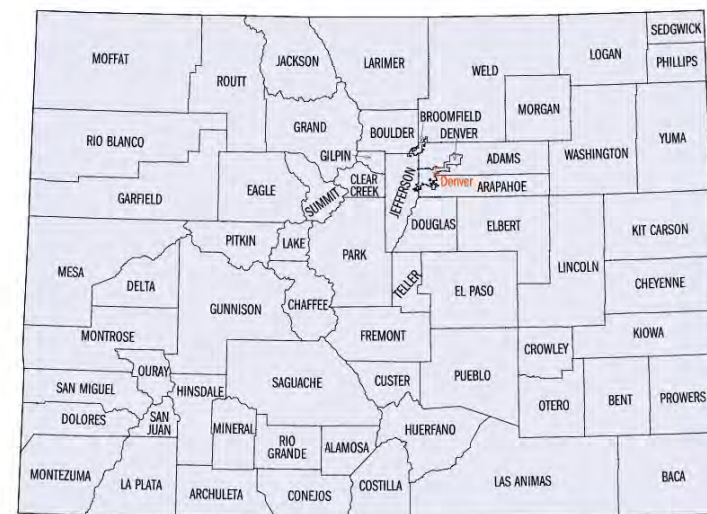 SEDGWICK
LOGAN
JACKSON
LARIMER
MOFFAT
WELD
PHILLIPS
ROUTT
MORGAN
BROOMFIELD
GRAND
BOULDER
DENVER
YUMA
RIO BLANCO
WASHINGTON
GILPIN
ADAMS
CLEAR
CREEK
Denver
EAGLE
ARAPAHOE
GARFIELD
SUMMIT
JEFFERSON
DOUGLAS
ELBERT
KIT CARSON
PITKIN
LAKE
PARK
MESA
LINCOLN
CHEYENNE
DELTA
TELLER
EL PASO
GUNNISON
CHAFFEE
KIOWA
MONTROSE
FREMONT
CROWLEY
OURAY
SAGUACHE
CUSTER
PUEBLO
SAN MIGUEL
HINSDALE
OTERO
BENT
PROWERS
DOLORES
SAN
JUAN
MINERAL
RIO
GRANDE
ALAMOSA
HUERFANO
MONTEZUMA
LA PLATA
ARCHULETA
CONEJOS
COSTILLA
LAS ANIMAS
BACA